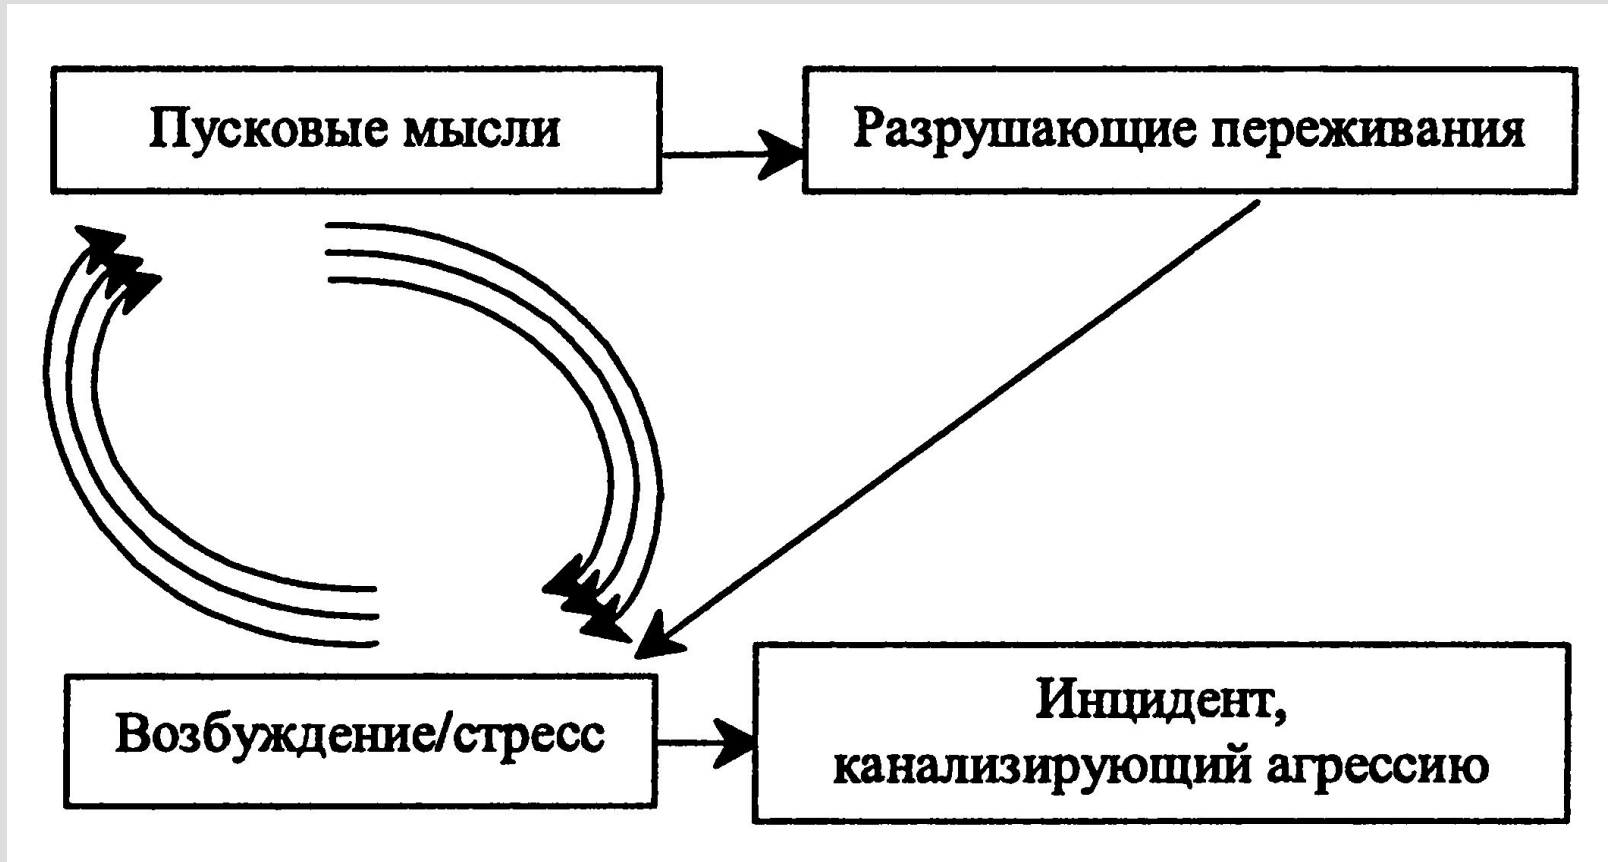 Пусковые мысли
Разрушающие переживания
Возбуждение/стресс
Инцидент,
канализирующий агрессию